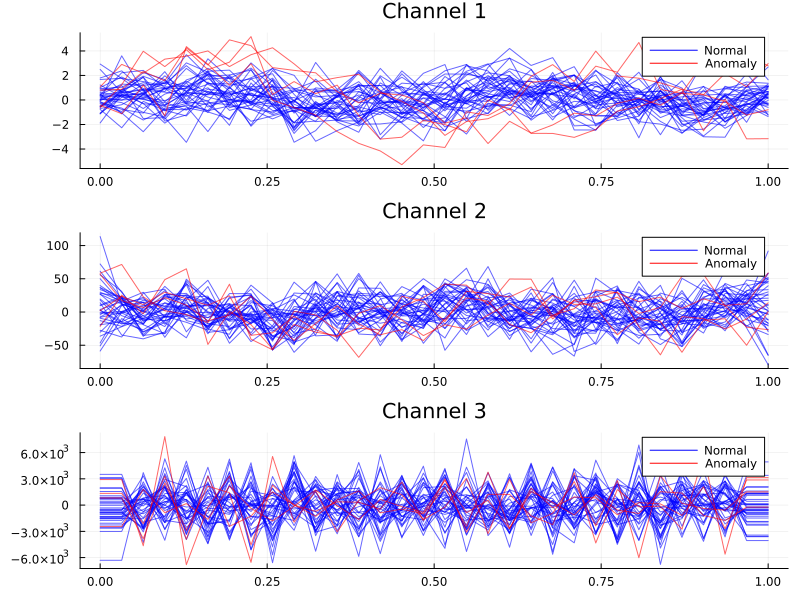 Channel 1
4
2
0
−2
−4
Normal
Anomaly
0.00 0.25 0.50 0.75 1.00
Channel 2
100
50
0
−50
Normal
Anomaly
0.00 0.25 0.50 0.75 1.00
Channel 3
6.0×10³
3.0×10³
0
−3.0×10³
−6.0×10³
Normal
Anomaly
0.00 0.25 0.50 0.75 1.00